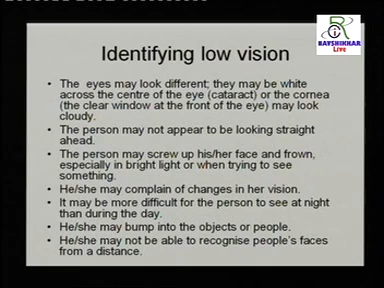 RAVSHIKHAR
Live
Identifying low vision
• The eyes may look different; they may be white
across the centre of the eye (cataract) or the cornea
(the clear window at the front of the eye) may look
cloudy.
• The person may not appear to be looking straight
ahead.
• The person may screw up his/her face and frown,
especially in bright light or when trying to see
something.
• He/she may complain of changes in her vision.
• It may be more difficult for the person to see at night
than during the day.
• He/she may bump into the objects or people.
• He/she may not be able to recognise people's faces
from a distance.